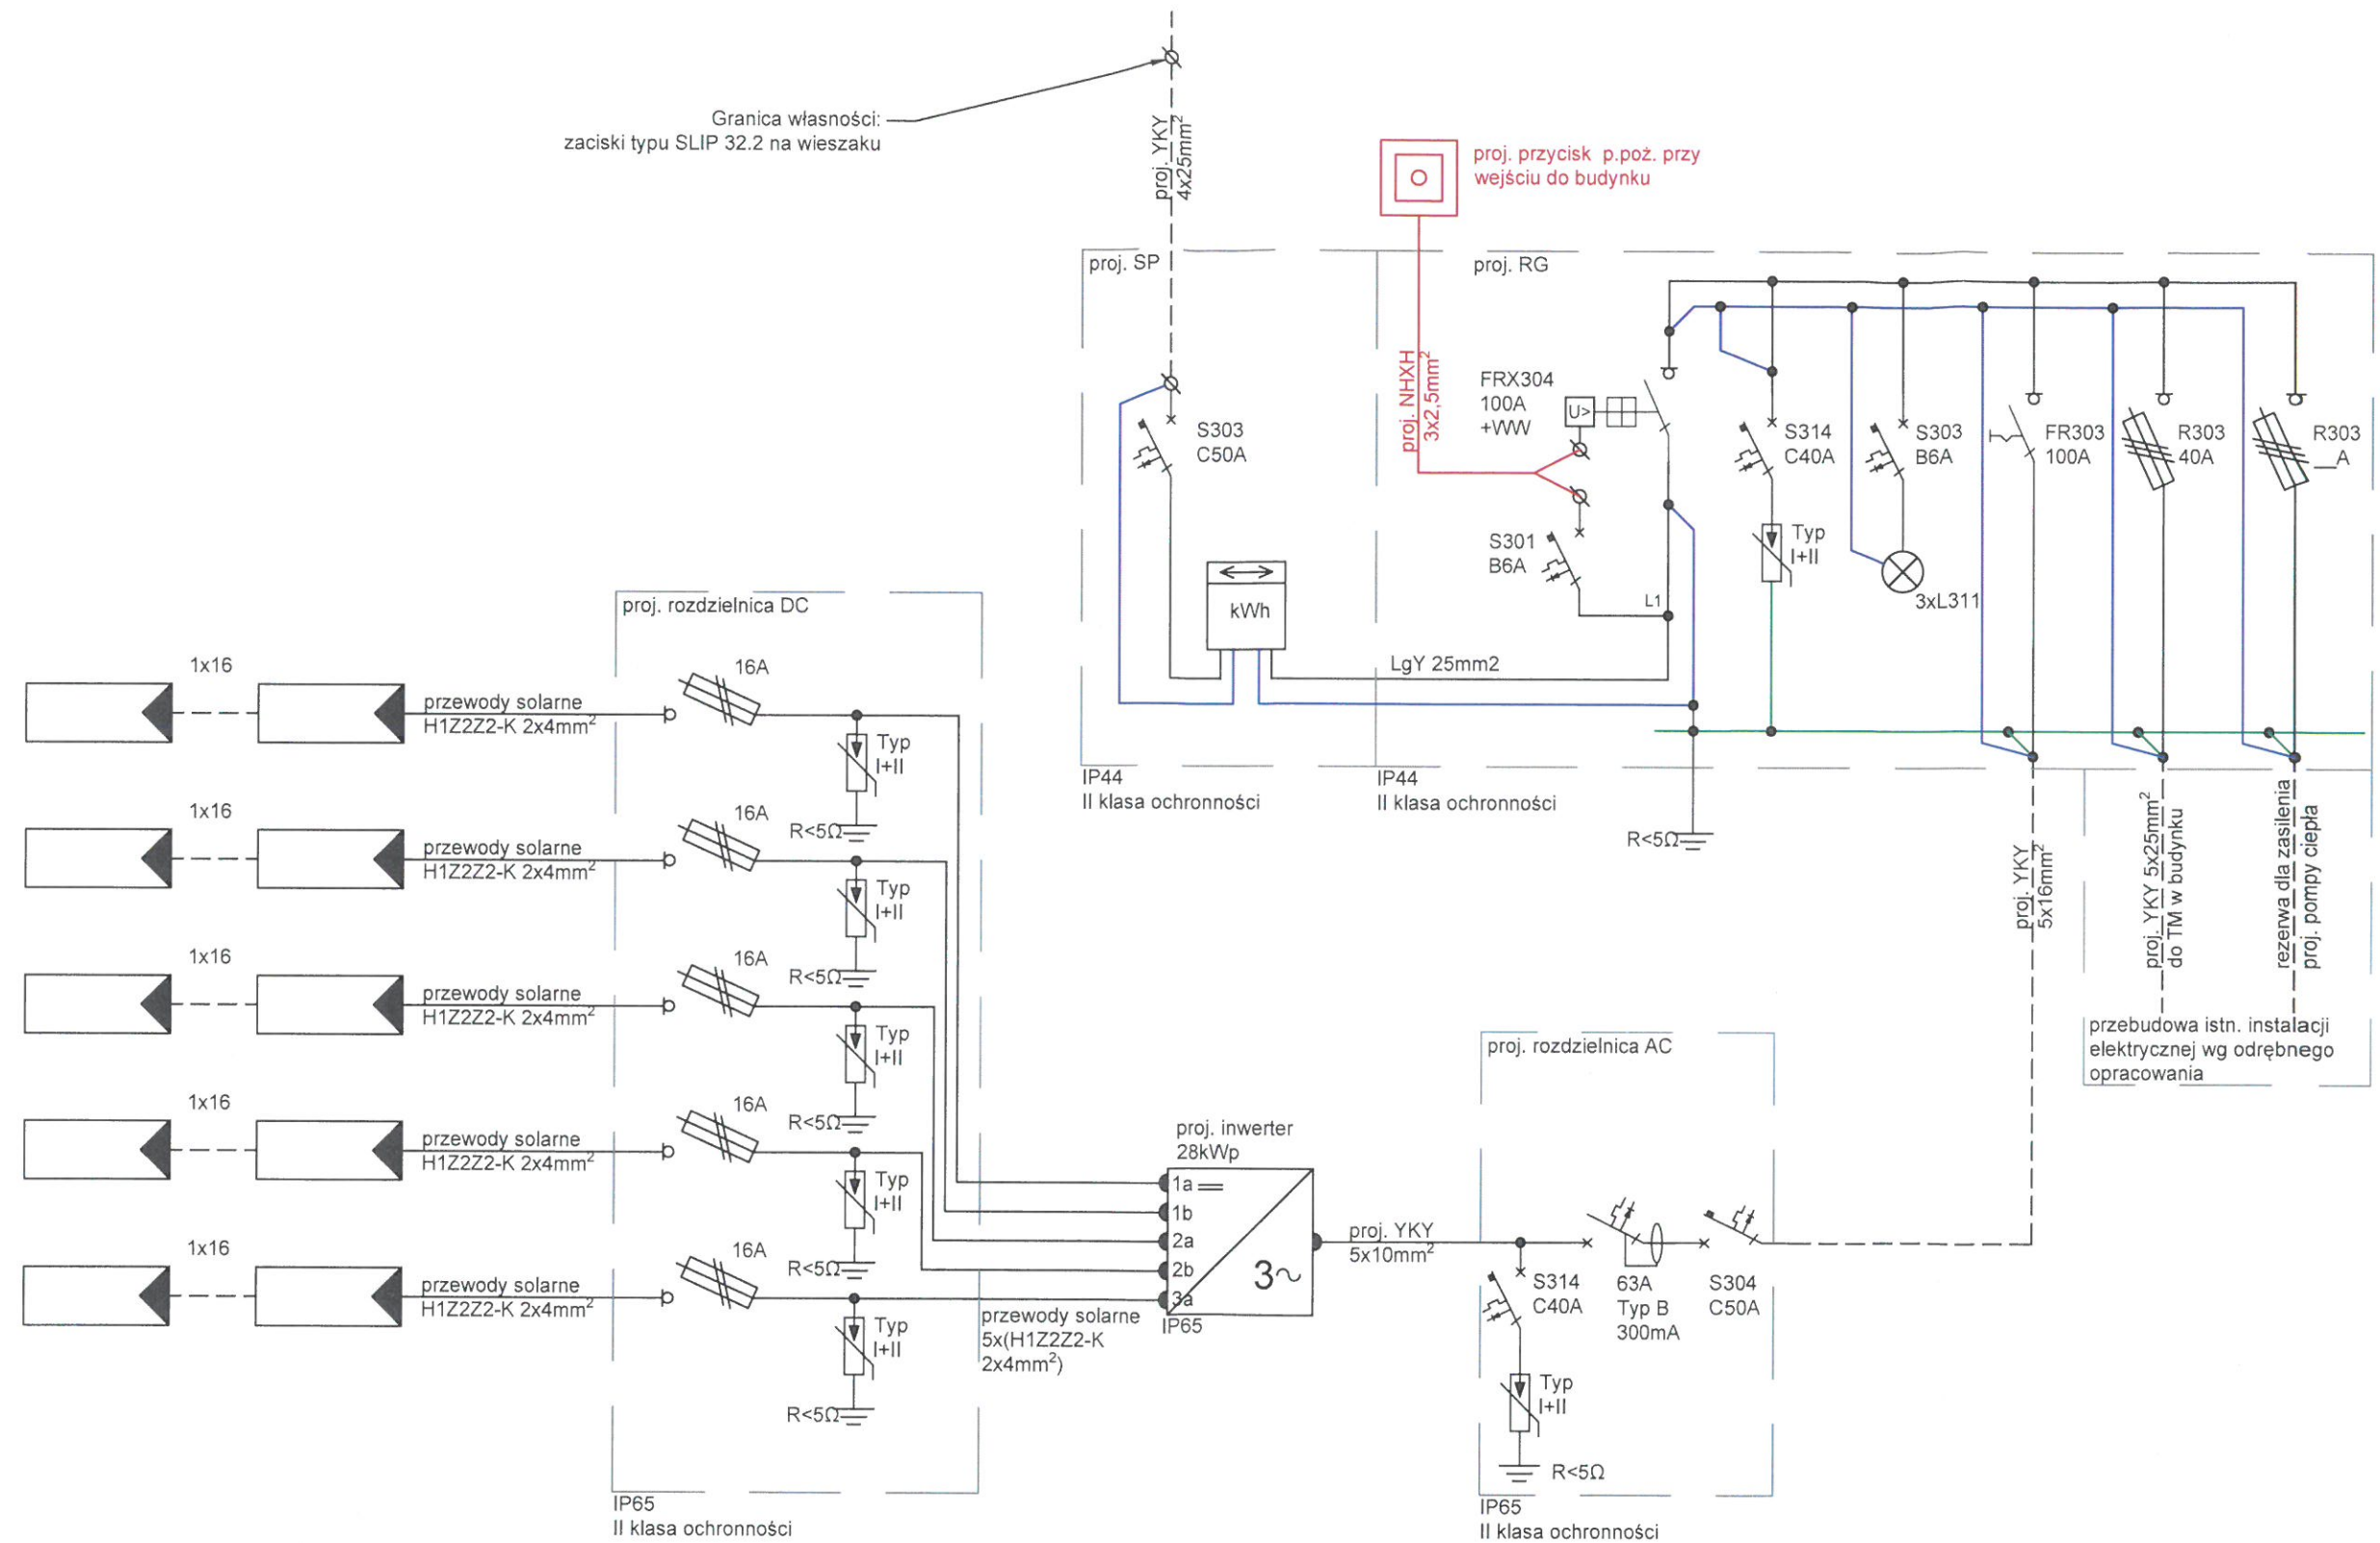 Granica własności:
zaciski typu SLIP 32.2 na wieszaku
proj. YKY
4x25mm²
proj. przycisk p.poż. przy
wejściu do budynku
proj. SP
proj. RG
proj. NHXH
3x2,5mm²
S303
C50A
FRX304
100A
+WW
U>
S301
B6A
L1
S314
C40A
Typ
I+II
S303
B6A
3xL311
FR303
100A
R303
40A
R303
__A
kWh
LgY 25mm2
IP44
II klasa ochronności
IP44
II klasa ochronności
R<5Ω
proj. YKY
5x16mm²
proj. YKY 5x25mm²
do TM w budynku
rezerwa dla zasilenia
proj. pompy ciepła
przebudowa istn. instalacji
elektrycznej wg odrębnego
opracowania
proj. rozdzielnica DC
1x16
przewody solarne
H1Z2Z2-K 2x4mm²
16A
Typ
I+II
R<5Ω
1x16
przewody solarne
H1Z2Z2-K 2x4mm²
16A
Typ
I+II
R<5Ω
1x16
przewody solarne
H1Z2Z2-K 2x4mm²
16A
Typ
I+II
R<5Ω
1x16
przewody solarne
H1Z2Z2-K 2x4mm²
16A
Typ
I+II
R<5Ω
1x16
przewody solarne
H1Z2Z2-K 2x4mm²
16A
Typ
I+II
R<5Ω
IP65
II klasa ochronności
przewody solarne
5x(H1Z2Z2-K
2x4mm²)
proj. inwerter
28kWp
1a
1b
2a
2b
3a
3~
IP65
proj. YKY
5x10mm²
proj. rozdzielnica AC
S314
C40A
63A
Typ B
300mA
S304
C50A
Typ
I+II
R<5Ω
IP65
II klasa ochronności